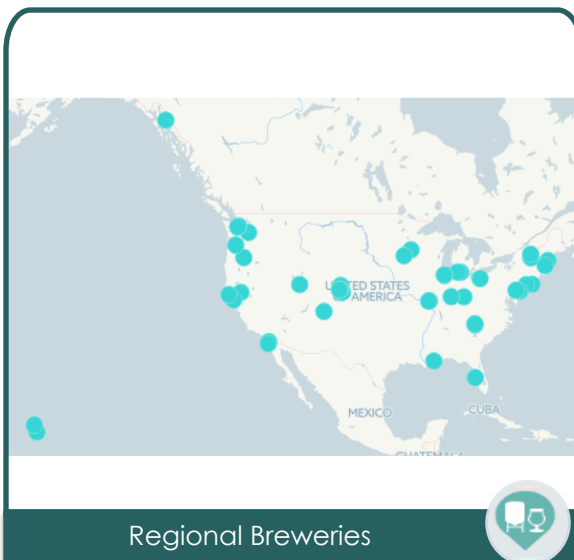 UNITED STATES
AMERICA
MEXICO
CUBA
GUATEMALA
Regional Breweries